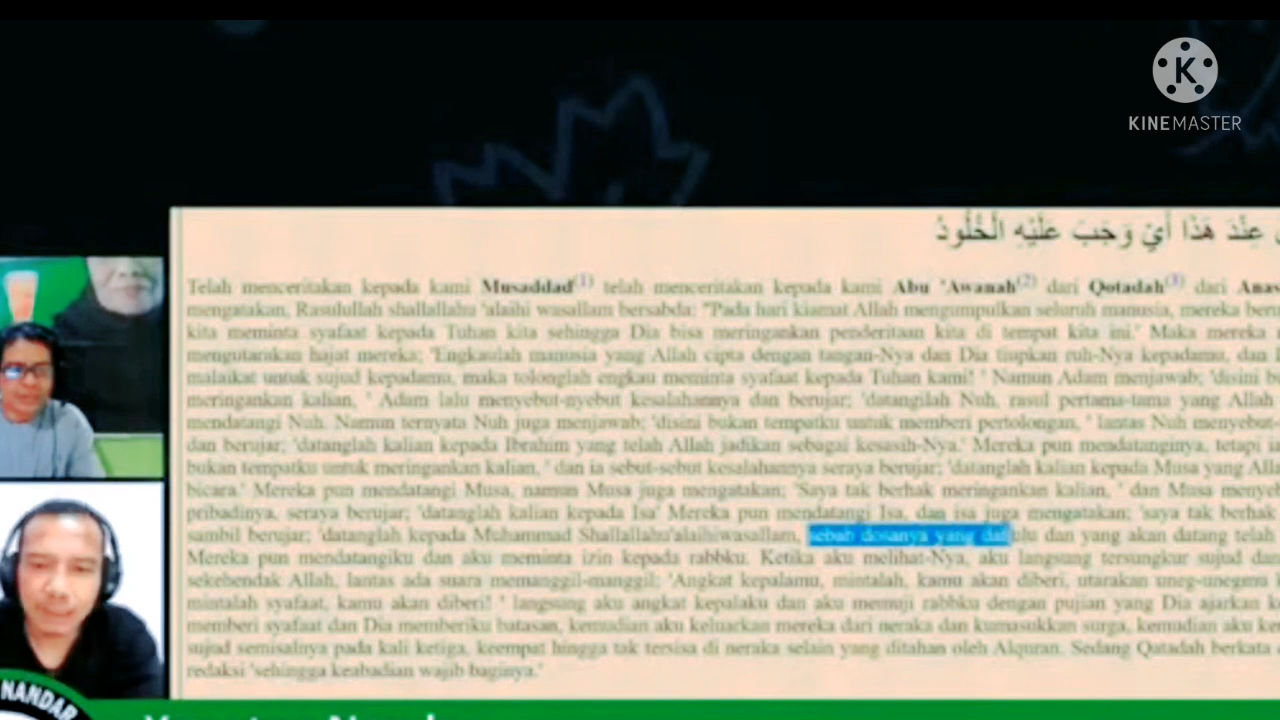 KINEMASTER
عِنْدَ هَذَا أَيْ وَجَبَ عَلَيْهِ الْخُلُودُ
Telah menceritakan kepada kami Musaddad(1) telah menceritakan kepada kami Abu 'Awanah(2) dari Qotadah(3) dari Anas
mengatakan, Rasulullah shallallahu 'alaihi wasallam bersabda: "Pada hari kiamat Allah mengumpulkan seluruh manusia, mereka
kita meminta syafaat kepada Tuhan kita sehingga Dia bisa meringankan penderitaan kita di tempat kita ini.' Maka mereka
mengutarakan hajat mereka; 'Engkaulah manusia yang Allah cipta dengan tangan-Nya dan Dia tiupkan ruh-Nya kepadamu, dan
malaikat untuk sujud kepadamu, maka tolonglah engkau meminta syafaat kepada Tuhan kami! ' Namun Adam menjawab; 'disini
meringankan kalian, ' Adam lalu menyebut-nyebut kesalahannya dan berujar; 'datangilah Nuh, rasul pertama-tama yang Allah
mendatangi Nuh. Namun ternyata Nuh juga menjawab; 'disini bukan tempatku untuk memberi pertolongan, ' lantas Nuh menyebut-
dan berujar; 'datanglah kalian kepada Ibrahim yang telah Allah jadikan sebagai kesasih-Nya.' Mereka pun mendatanginya, tetapi
bukan tempatku untuk meringankan kalian, ' dan ia sebut-sebut kesalahannya seraya berujar; 'datanglah kalian kepada Musa yang
bicara.' Mereka pun mendatangi Musa, namun Musa juga mengatakan; 'Saya tak berhak meringankan kalian, ' dan Musa
pribadinya, seraya berujar; 'datanglah kalian kepada Isa' Mereka pun mendatangi Isa, dan isa juga mengatakan; 'saya tak berhak
sambil berujar; 'datanglah kepada Muhammad Shallallahu'alaihiwasallam, sebab dosanya yang dahulu dan yang akan datang telah
Mereka pun mendatangiku dan aku meminta izin kepada rabbku. Ketika aku melihat-Nya, aku langsung tersungkur sujud dan
sekehendak Allah, lantas ada suara memanggil-manggil; 'Angkat kepalamu, mintalah, kamu akan diberi, utarakan uneg-unegmu
mintalah syafaat, kamu akan diberi! ' langsung aku angkat kepalaku dan aku memuji rabbku dengan pujian yang Dia ajarkan
memberi syafaat dan Dia memberiku batasan, kemudian aku keluarkan mereka dari neraka dan kumasukkan surga, kemudian aku
sujud semisalnya pada kali ketiga, keempat hingga tak tersisa di neraka selain yang ditahan oleh Alquran. Sedang Qatadah berkata
redaksi 'sehingga keabadian wajib baginya.'
NANDAR